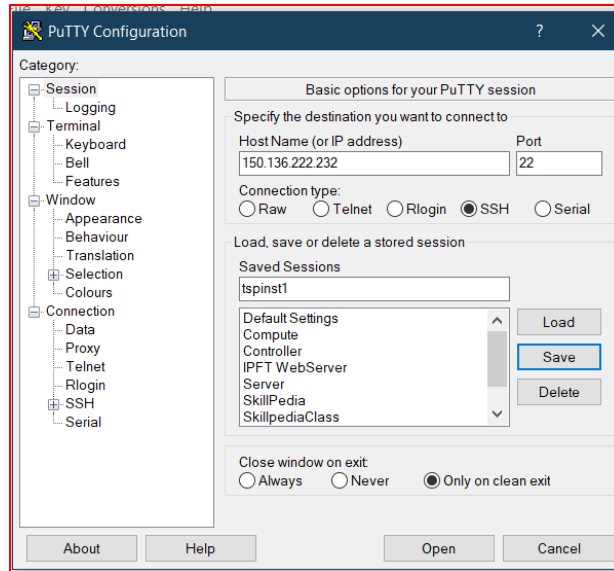 File Key Conversions Help
PuTTY Configuration ? ×
Category:
Session
Logging
Terminal
Keyboard
Bell
Features
Window
Appearance
Behaviour
Translation
Selection
Colours
Connection
Data
Proxy
Telnet
Rlogin
SSH
Serial
Basic options for your PuTTY session
Specify the destination you want to connect to
Host Name (or IP address) Port
150.136.222.232 22
Connection type:
Raw Telnet Rlogin SSH Serial
Load, save or delete a stored session
Saved Sessions
tspinst1
Default Settings
Compute
Controller
IPFT WebServer
Server
SkillPedia
SkillpediaClass
Load
Save
Delete
Close window on exit:
Always Never Only on clean exit
About Help Open Cancel